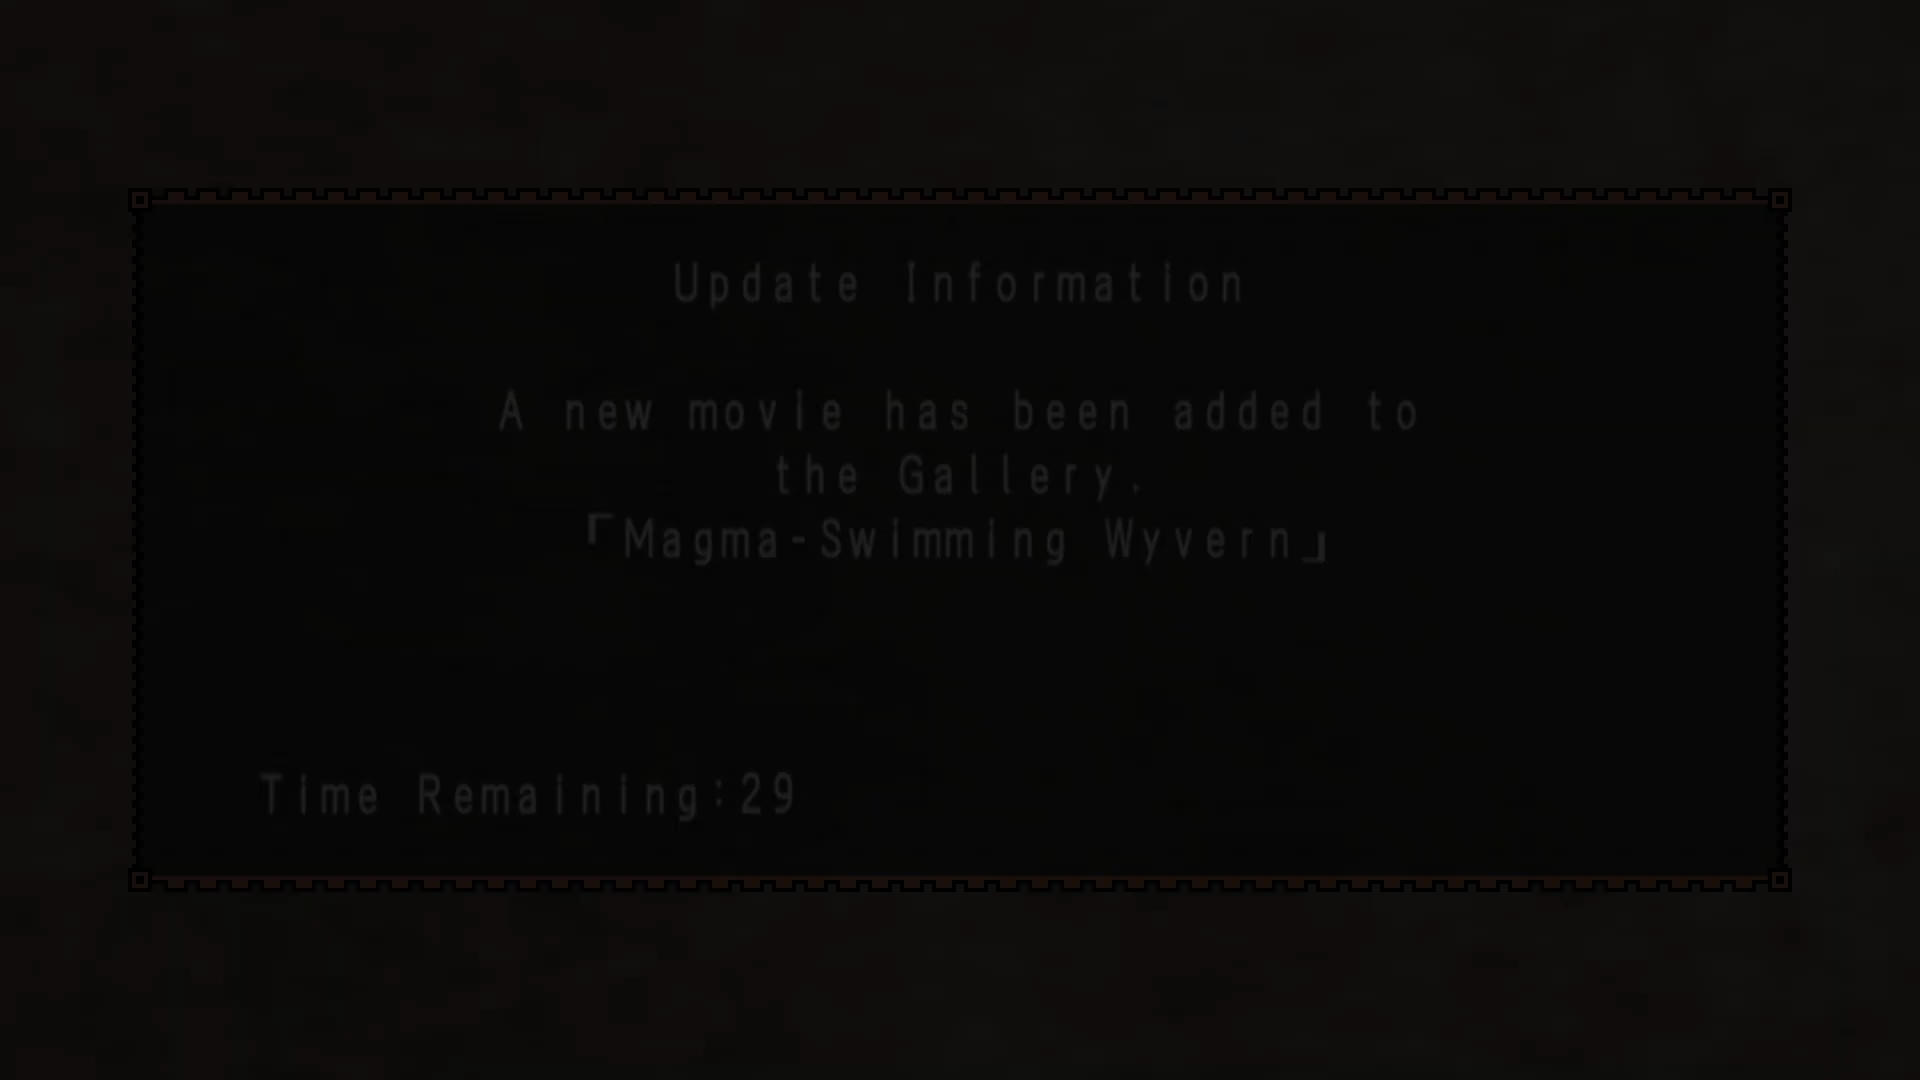 Update Information
A new movie has been added to
the Gallery.
「Magma-Swimming Wyvern」
Time Remaining:29